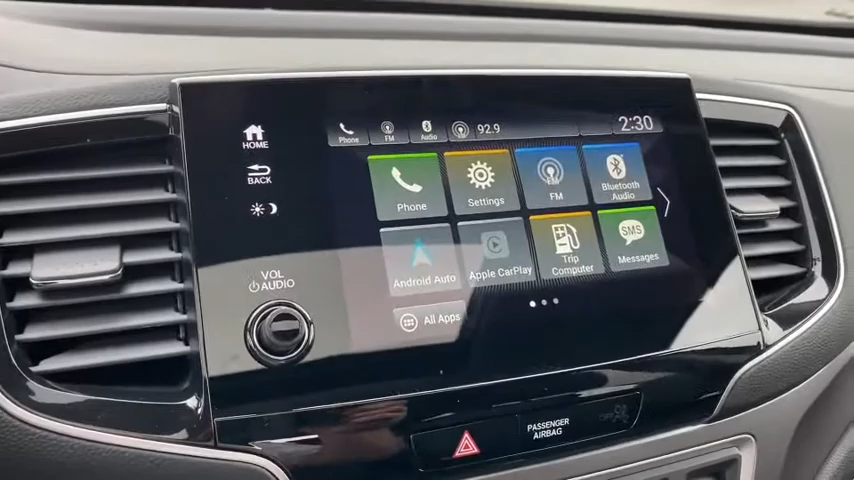 HOME
BACK
VOL
AUDIO
Phone
FM
Audio
92.9
2:30
Phone
Settings
FM
FM
Bluetooth
Audio
Android Auto
Apple CarPlay
Trip
Computer
SMS
Messages
All Apps
PASSENGER
AIRBAG